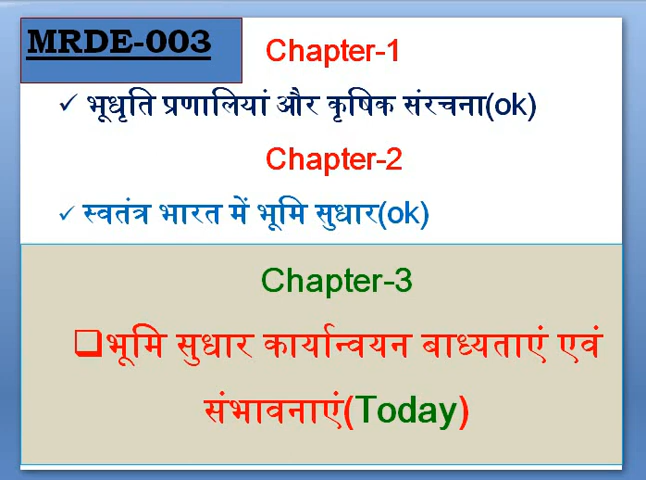 MRDE-003
Chapter-1
✓ भूधृति प्रणालियां और कृषिक संरचना(ok)
Chapter-2
✓ स्वतंत्र भारत में भूमि सुधार(ok)
Chapter-3
❑भूमि सुधार कार्यान्वयन बाध्यताएं एवं
संभावनाएं(Today)